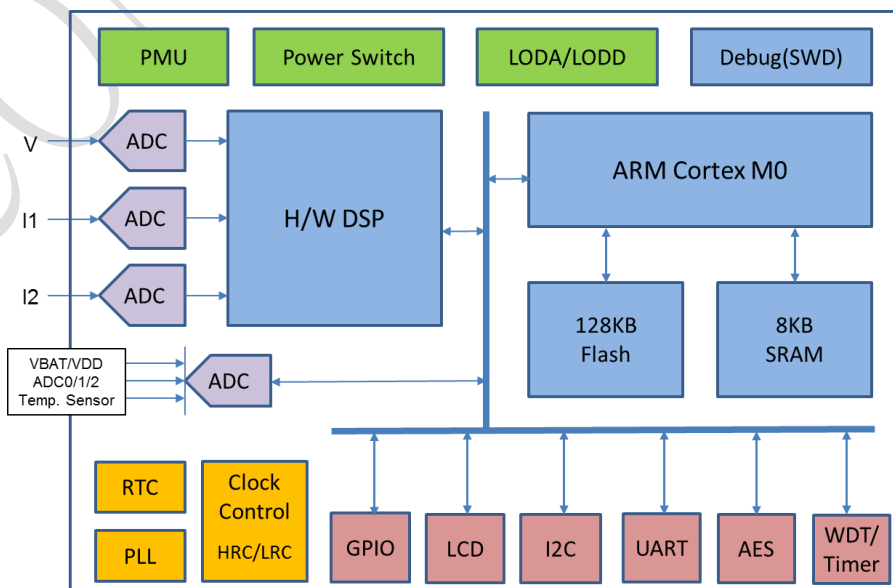 PMU
Power Switch
LODA/LODD
Debug(SWD)
V
ADC
I1
ADC
I2
ADC
H/W DSP
ARM Cortex M0
128KB
Flash
8KB
SRAM
VBAT/VDD
ADC0/1/2
Temp. Sensor
ADC
RTC
PLL
Clock
Control
HRC/LRC
GPIO
LCD
I2C
UART
AES
WDT/
Timer